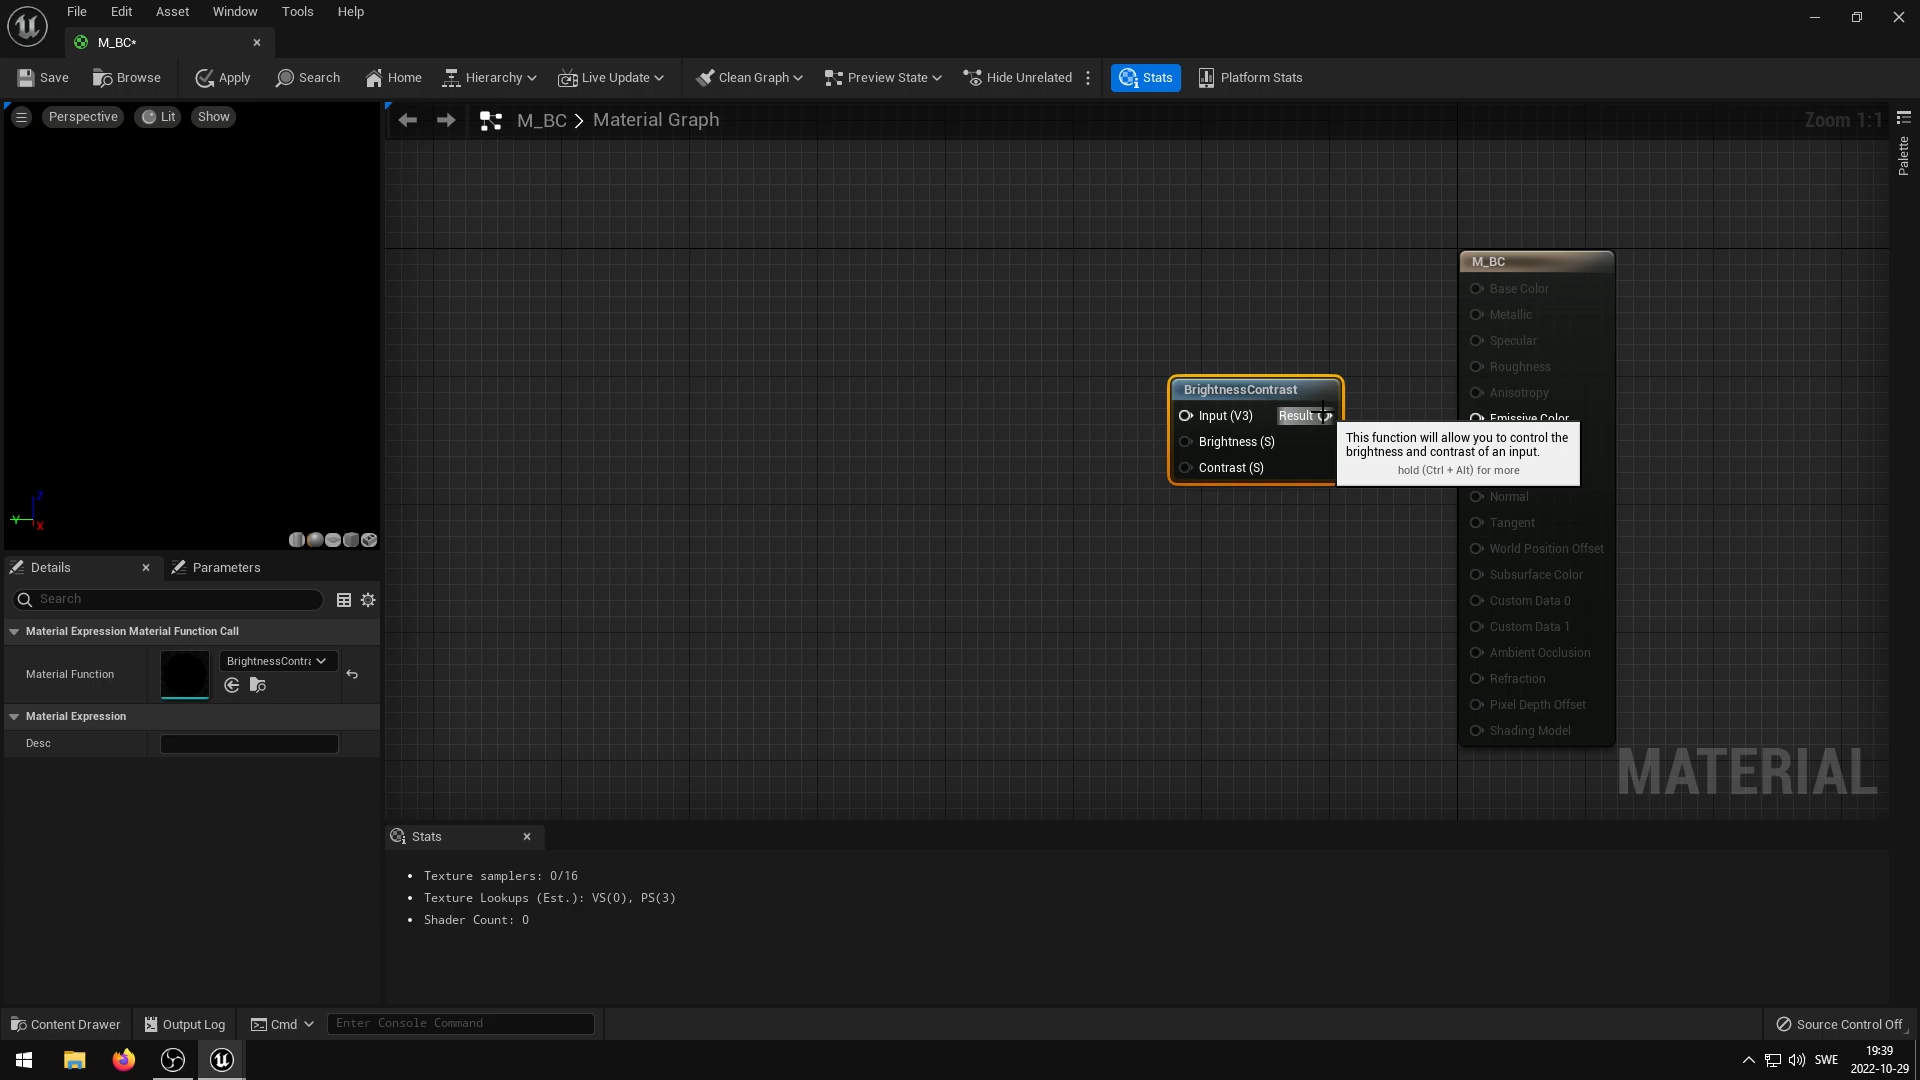 File Edit Asset Window Tools Help
M_BC*
Save Browse Apply Search Home Hierarchy Live Update Clean Graph Preview State Hide Unrelated Stats Platform Stats
Perspective Lit Show
M_BC > Material Graph
Zoom 1:1
Palette
M_BC
Base Color
Metallic
Specular
Roughness
Anisotropy
Emissive Color
BrightnessContrast
Input (V3) Result
Brightness (S)
Contrast (S)
This function will allow you to control the
brightness and contrast of an input.
hold (Ctrl + Alt) for more
Normal
Tangent
World Position Offset
Subsurface Color
Custom Data 0
Custom Data 1
Ambient Occlusion
Refraction
Pixel Depth Offset
Shading Model
MATERIAL
Z
Y
X
Details Parameters
Search
Material Expression Material Function Call
Material Function BrightnessContra
Material Expression
Desc
Stats
Texture samplers: 0/16
Texture Lookups (Est.): VS(0), PS(3)
Shader Count: 0
Content Drawer Output Log Cmd Enter Console Command Source Control Off
SWE
19:39
2022-10-29